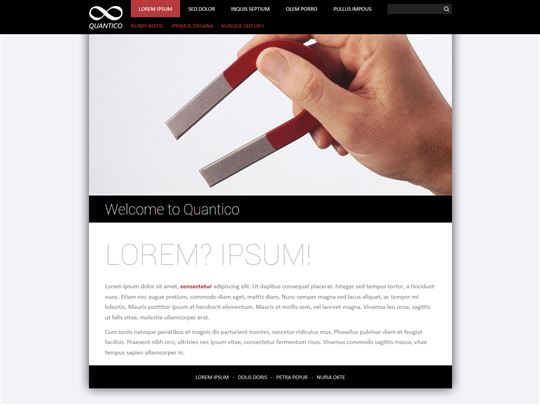 LOREM IPSUM SED DOLOR INQUIS SEPTIUM OLEM PORRO PULLUS IMPOUS
QUANTICO
NUMIS MATIC IPRIMUS ORGANA NUNQUE SED UPU
Welcome to Quantico
LOREM? IPSUM!
Lorem ipsum dolor sit amet, consectetur adipiscing elit. Ut dapibus consequat placerat. Integer sed tempus tortor, a tincidunt
nunc. Etiam nec augue pretium, commodo diam eget, mattis diam. Nunc semper magna sed lacus aliquet, ac tempor mi
lobortis. Mauris porttitor ipsum at hendrerit elementum. Mauris et mollis sem, vel laoreet magna. Vivamus leo urna, sagittis
ut felis vitae, molestie ullamcorper erat.
Cum sociis natoque penatibus et magnis dis parturient montes, nascetur ridiculus mus. Phasellus pulvinar diam et feugiat
facilisis. Praesent nibh orci, ultricies nec ipsum vitae, consectetur fermentum risus. Vivamus commodo sagittis massa, vitae
tempus sapien ullamcorper in.
LOREM IPSUM - DOLIS DORIS - PETRA PEPUR - NURIA OKTE